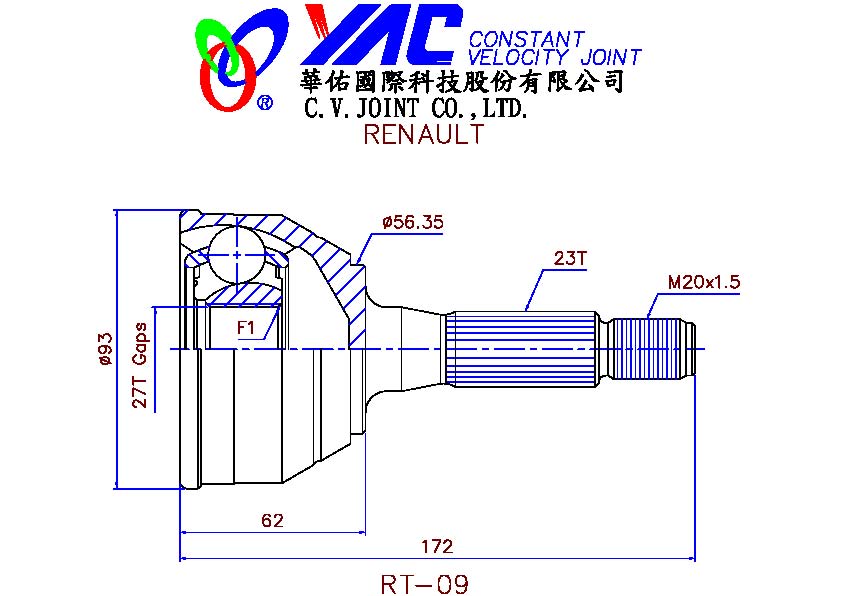 YAC CONSTANT
VELOCITY JOINT
®
華佑國際科技股份有限公司
C.V.JOINT CO.,LTD.
RENAULT
ø56.35
23T
M20x1.5
F1
ø93
27T Gaps
62
172
RT-09